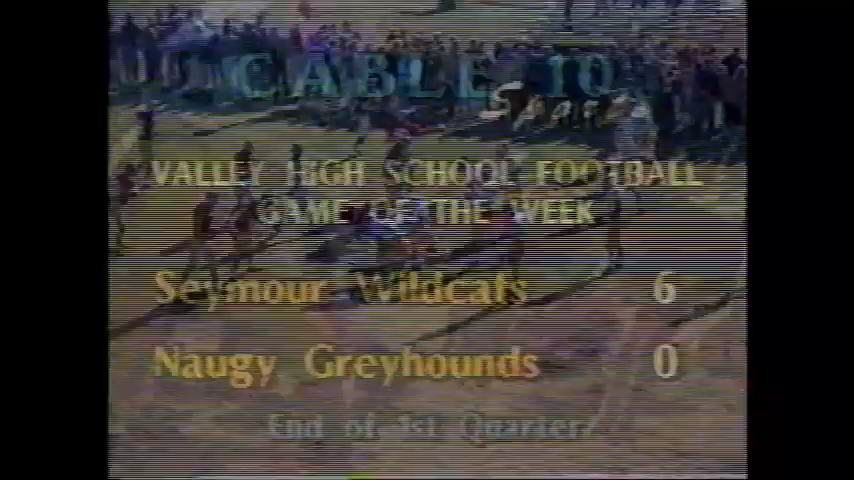 CABLE 10
Sports
VALLEY HIGH SCHOOL FOOTBALL
GAME OF THE WEEK
Seymour Wildcats 6
Naugy Greyhounds 0
End of 1st Quarter